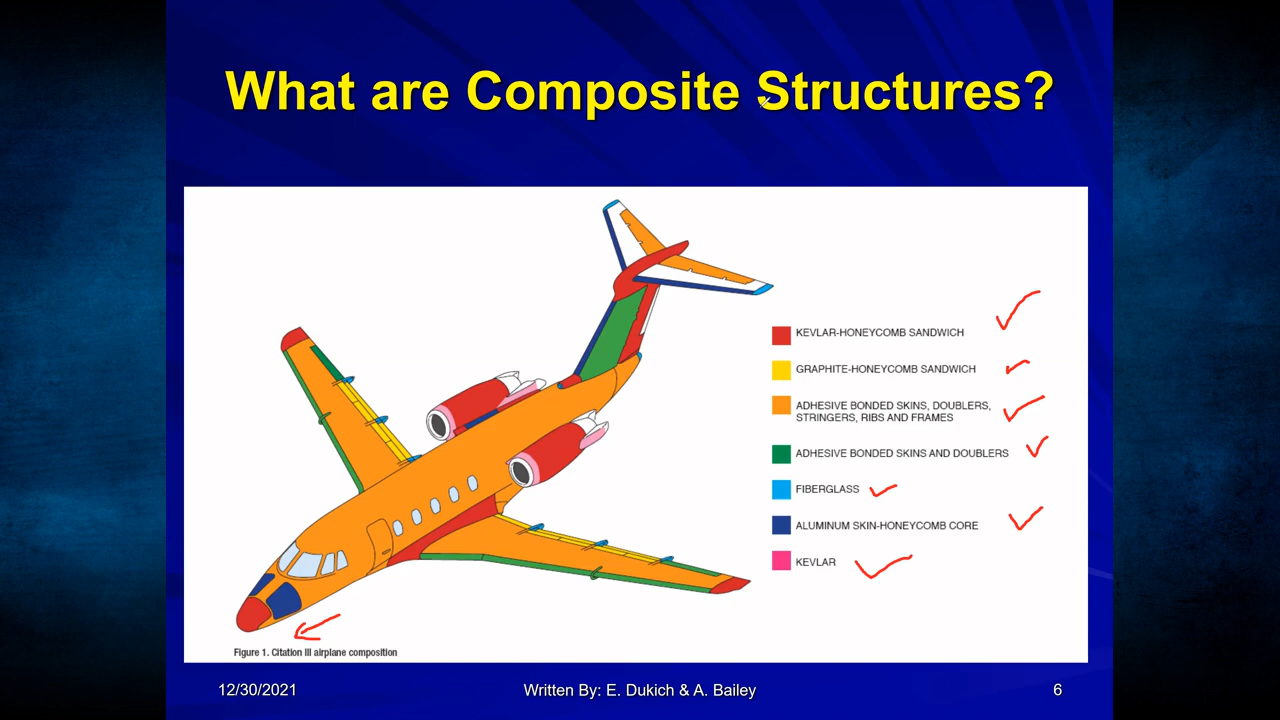 What are Composite Structures?
KEVLAR-HONEYCOMB SANDWICH
GRAPHITE-HONEYCOMB SANDWICH
ADHESIVE BONDED SKINS, DOUBLERS,
STRINGERS, RIBS AND FRAMES
ADHESIVE BONDED SKINS AND DOUBLERS
FIBERGLASS
ALUMINUM SKIN-HONEYCOMB CORE
KEVLAR
Figure 1. Citation III airplane composition
12/30/2021
Written By: E. Dukich & A. Bailey
6